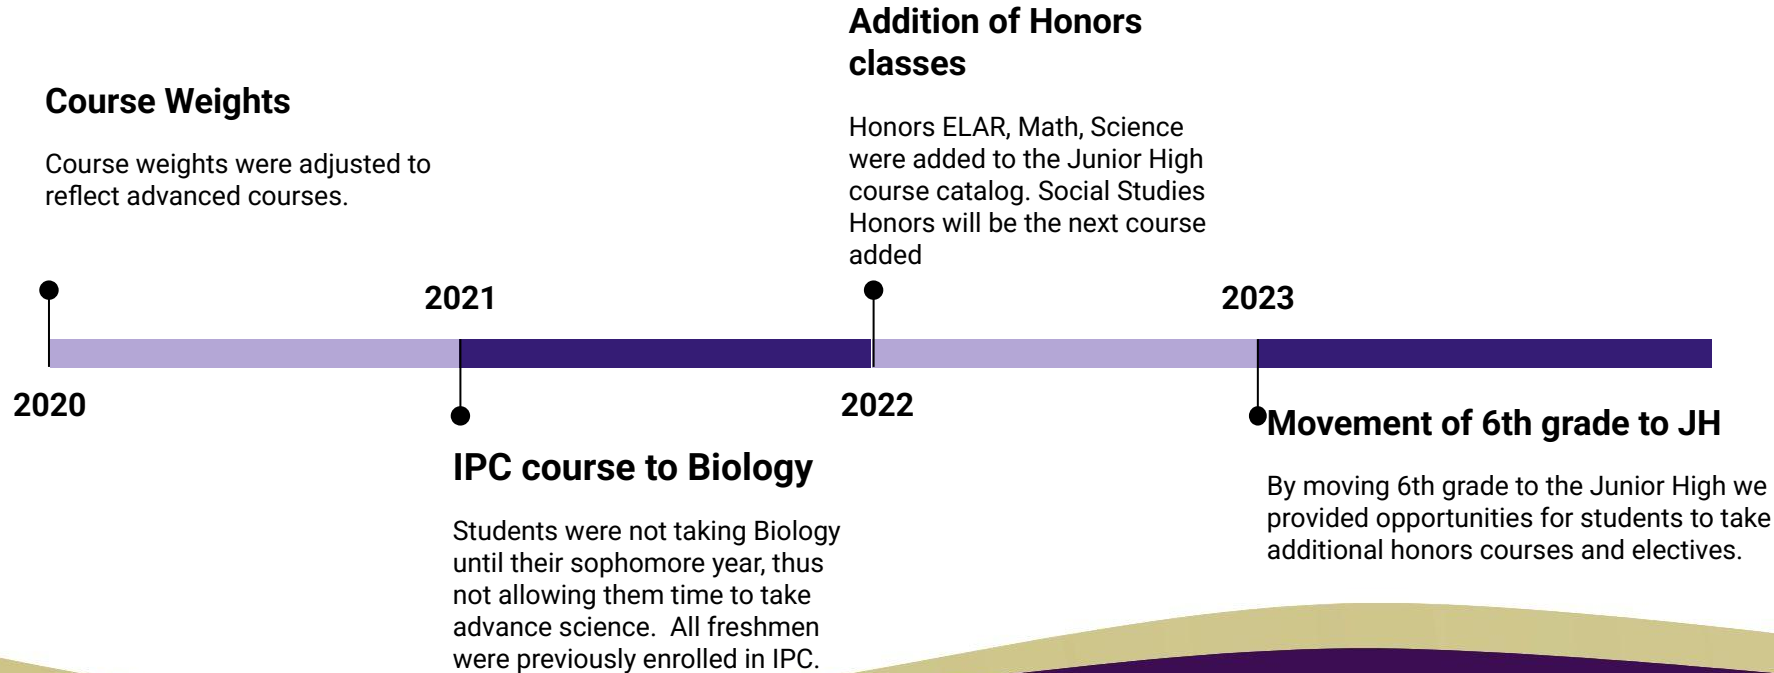 Course Weights
Course weights were adjusted to
reflect advanced courses.
2020
2021
IPC course to Biology
Students were not taking Biology
until their sophomore year, thus
not allowing them time to take
advance science.  All freshmen
were previously enrolled in IPC.
Addition of Honors
classes
Honors ELAR, Math, Science
were added to the Junior High
course catalog. Social Studies
Honors will be the next course
added
2022
2023
Movement of 6th grade to JH
By moving 6th grade to the Junior High we
provided opportunities for students to take
additional honors courses and electives.